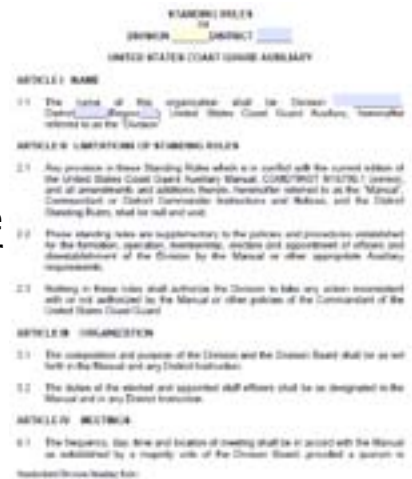 STANDING RULES
OF
DIVISION DISTRICT
UNITED STATES COAST GUARD AUXILIARY
ARTICLE I NAME
1.1 The name of this organization shall be Division
District (Region ), United States Coast Guard Auxiliary, hereinafter
referred to as the "Division"
ARTICLE II LIMITATIONS OF STANDING RULES
2.1 Any provision in these Standing Rules which is in conflict with the current edition of
the United States Coast Guard Auxiliary Manual, COMDTINST M16790.1 (series),
and all amendments and additions thereto, hereinafter referred to as the "Manual",
Commandant or District Commander Instructions and Notices, and the District
Standing Rules, shall be null and void.
2.2 These standing rules are supplementary to the policies and procedures established
for the formation, operation, membership, election and appointment of officers and
disestablishment of the Division by the Manual or other appropriate Auxiliary
requirements.
2.3 Nothing in these rules shall authorize the Division to take any action inconsistent
with or not authorized by the Manual or other policies of the Commandant of the
United States Coast Guard.
ARTICLE III ORGANIZATION
3.1 The composition and purpose of the Division and the Division Board shall be as set
forth in the Manual and any District Instruction.
3.2 The duties of the elected and appointed staff officers shall be as designated in the
Manual and in any District Instruction.
ARTICLE IV MEETINGS
4.1 The frequency, day, time and location of meeting shall be in accord with the Manual
as established by a majority vote of the Division Board, provided a quorum is
Standard Division Standing Rules